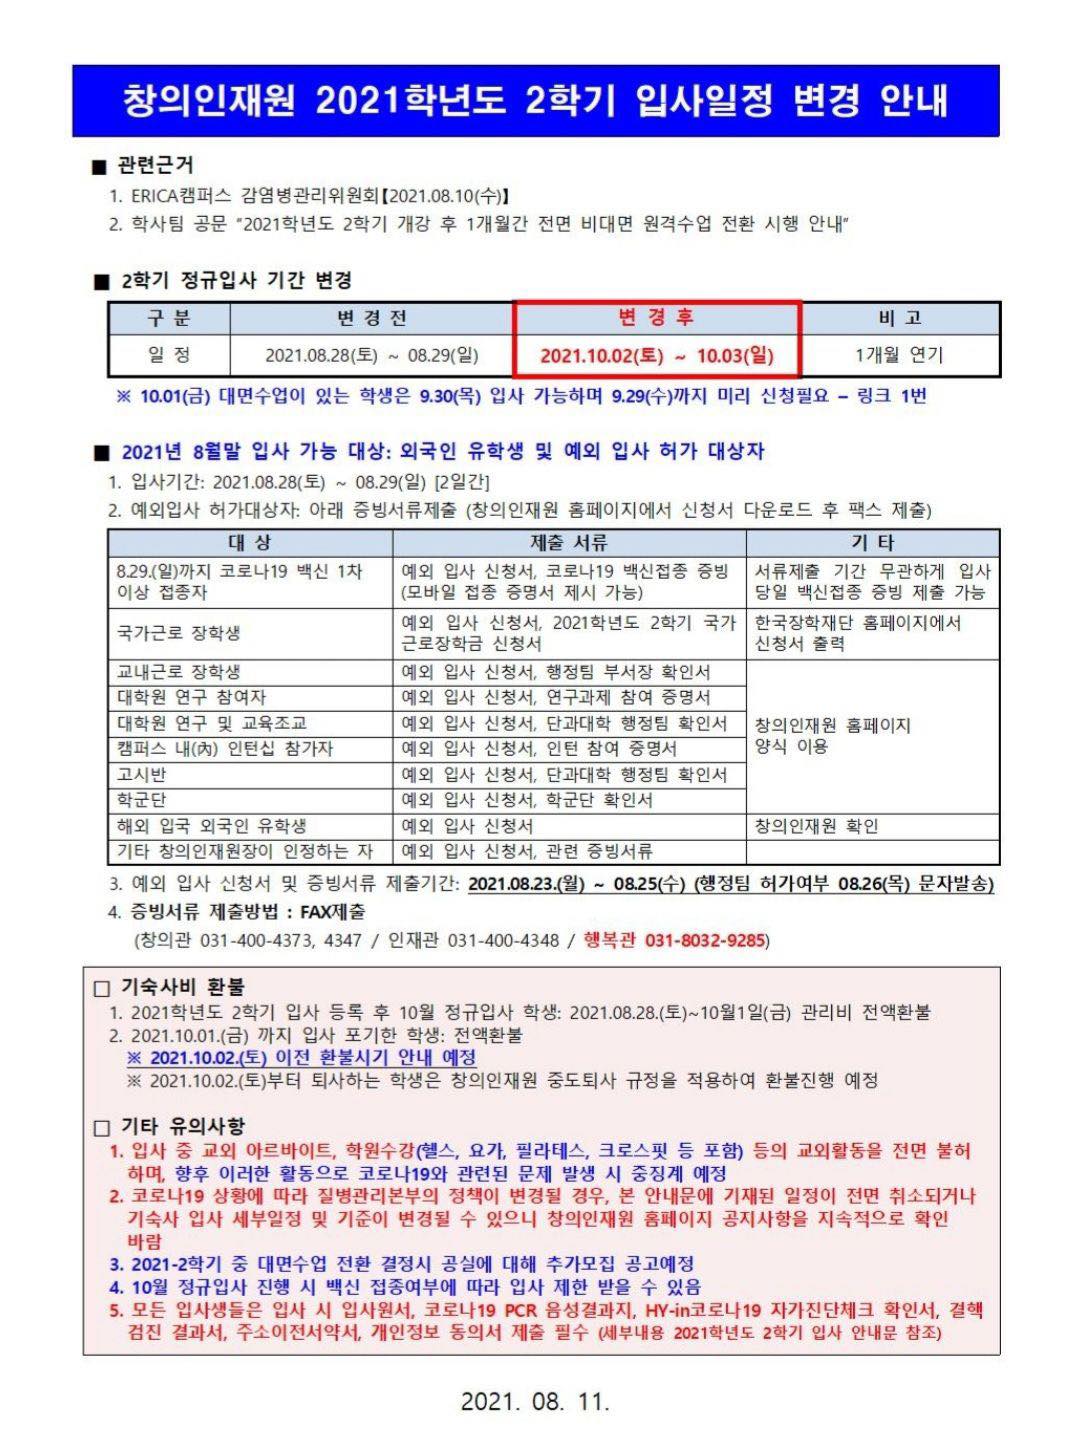 창의인재원 2021학년도 2학기 입사일정 변경 안내
■ 관련근거
1. ERICA캠퍼스 감염병관리위원회【2021.08.10(수)】
2. 학사팀 공문 "2021학년도 2학기 개강 후 1개월간 전면 비대면 원격수업 전환 시행 안내"
■ 2학기 정규입사 기간 변경
구 분 변 경 전 변 경 후 비 고
일 정 2021.08.28(토) ~ 08.29(일) 2021.10.02(토) ~ 10.03(일) 1개월 연기
※ 10.01(금) 대면수업이 있는 학생은 9.30(목) 입사 가능하며 9.29(수)까지 미리 신청필요 – 링크 1번
■ 2021년 8월말 입사 가능 대상: 외국인 유학생 및 예외 입사 허가 대상자
1. 입사기간: 2021.08.28(토) ~ 08.29(일) [2일간]
2. 예외입사 허가대상자: 아래 증빙서류제출 (창의인재원 홈페이지에서 신청서 다운로드 후 팩스 제출)
대 상 제출 서류 기 타
8.29.(일)까지 코로나19 백신 1차 예외 입사 신청서, 코로나19 백신접종 증빙 서류제출 기간 무관하게 입사
이상 접종자 (모바일 접종 증명서 제시 가능) 당일 백신접종 증빙 제출 가능
국가근로 장학생 예외 입사 신청서, 2021학년도 2학기 국가 한국장학재단 홈페이지에서
근로장학금 신청서 신청서 출력
교내근로 장학생 예외 입사 신청서, 행정팀 부서장 확인서
대학원 연구 참여자 예외 입사 신청서, 연구과제 참여 증명서
대학원 연구 및 교육조교 예외 입사 신청서, 단과대학 행정팀 확인서 창의인재원 홈페이지
캠퍼스 내(內) 인턴십 참가자 예외 입사 신청서, 인턴 참여 증명서 양식 이용
고시반 예외 입사 신청서, 단과대학 행정팀 확인서
학군단 예외 입사 신청서, 학군단 확인서
해외 입국 외국인 유학생 예외 입사 신청서 창의인재원 확인
기타 창의인재원장이 인정하는 자 예외 입사 신청서, 관련 증빙서류
3. 예외 입사 신청서 및 증빙서류 제출기간: 2021.08.23.(월) ~ 08.25(수) (행정팀 허가여부 08.26(목) 문자발송)
4. 증빙서류 제출방법 : FAX제출
(창의관 031-400-4373, 4347 / 인재관 031-400-4348 / 행복관 031-8032-9285)
□ 기숙사비 환불
1. 2021학년도 2학기 입사 등록 후 10월 정규입사 학생: 2021.08.28.(토)~10월1일(금) 관리비 전액환불
2. 2021.10.01.(금) 까지 입사 포기한 학생: 전액환불
※ 2021.10.02.(토) 이전 환불시기 안내 예정
※ 2021.10.02.(토)부터 퇴사하는 학생은 창의인재원 중도퇴사 규정을 적용하여 환불진행 예정
□ 기타 유의사항
1. 입사 중 교외 아르바이트, 학원수강(헬스, 요가, 필라테스, 크로스핏 등 포함) 등의 교외활동을 전면 불허
하며, 향후 이러한 활동으로 코로나19와 관련된 문제 발생 시 중징계 예정
2. 코로나19 상황에 따라 질병관리본부의 정책이 변경될 경우, 본 안내문에 기재된 일정이 전면 취소되거나
기숙사 입사 세부일정 및 기준이 변경될 수 있으니 창의인재원 홈페이지 공지사항을 지속적으로 확인
바람
3. 2021-2학기 중 대면수업 전환 결정시 공실에 대해 추가모집 공고예정
4. 10월 정규입사 진행 시 백신 접종여부에 따라 입사 제한 받을 수 있음
5. 모든 입사생들은 입사 시 입사원서, 코로나19 PCR 음성결과지, HY-in코로나19 자가진단체크 확인서, 결핵
검진 결과서, 주소이전서약서, 개인정보 동의서 제출 필수 (세부내용 2021학년도 2학기 입사 안내문 참조)
2021. 08. 11.